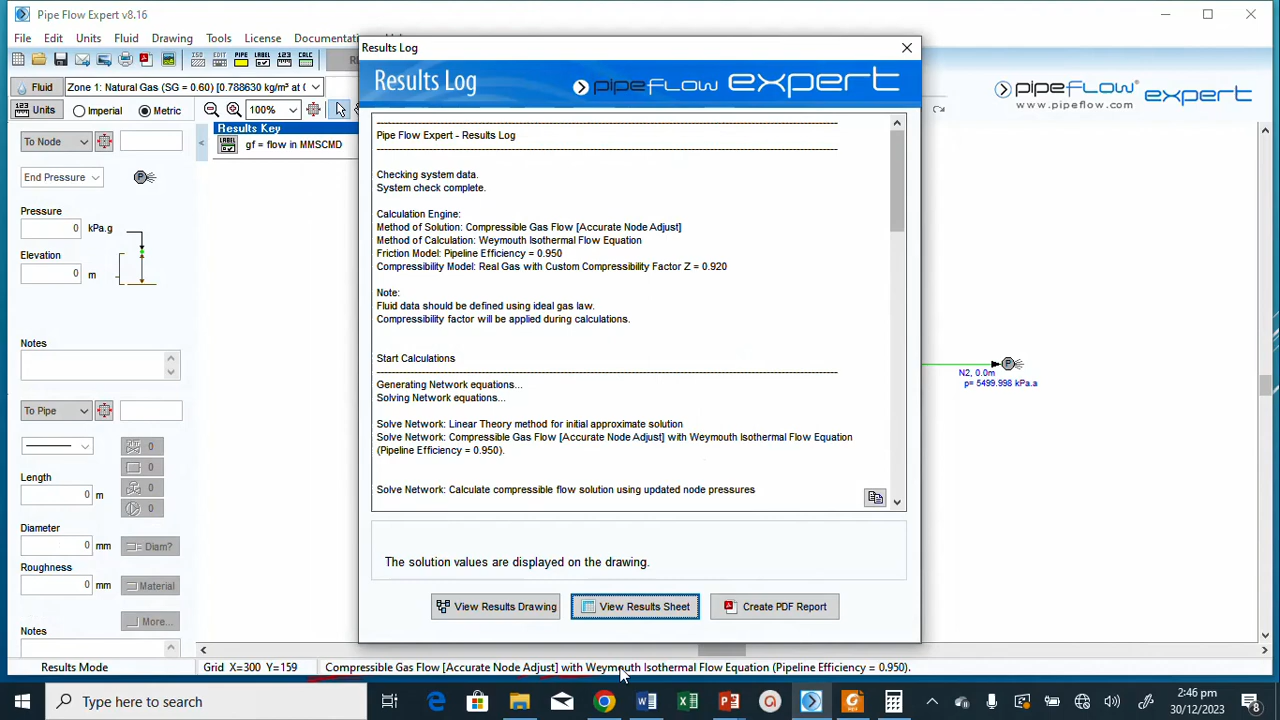 Pipe Flow Expert v8.16
File Edit Units Fluid Drawing Tools License Documentat
Fluid Zone 1: Natural Gas (SG = 0.60) [0.788630 kg/m³ at (
Units Imperial Metric 100%
Results Key
gf = flow in MMSCMD
To Node
End Pressure
Pressure
0 kPa.g
Elevation
0 m
Notes
To Pipe
0
0
Length
0 m
0
0
Diameter
0 mm Diam?
Roughness
0 mm Material
More...
Notes
Results Log
Results Log pipeflow expert
----------------------------------------
Pipe Flow Expert - Results Log
----------------------------------------
Checking system data.
System check complete.
Calculation Engine:
Method of Solution: Compressible Gas Flow [Accurate Node Adjust]
Method of Calculation: Weymouth Isothermal Flow Equation
Friction Model: Pipeline Efficiency = 0.950
Compressibility Model: Real Gas with Custom Compressibility Factor Z = 0.920
Note:
Fluid data should be defined using ideal gas law.
Compressibility factor will be applied during calculations.
Start Calculations
----------------------------------------
Generating Network equations...
Solving Network equations...
Solve Network: Linear Theory method for initial approximate solution
Solve Network: Compressible Gas Flow [Accurate Node Adjust] with Weymouth Isothermal Flow Equation
(Pipeline Efficiency = 0.950).
Solve Network: Calculate compressible flow solution using updated node pressures
The solution values are displayed on the drawing.
View Results Drawing View Results Sheet Create PDF Report
pipeflow® expert
www.pipeflow.com
P
N2, 0.0m
p= 5499.998 kPa.a
Results Mode Grid X=300 Y=159 Compressible Gas Flow [Accurate Node Adjust] with Weymouth Isothermal Flow Equation (Pipeline Efficiency = 0.950).
Type here to search
2:46 pm
30/12/2023
8